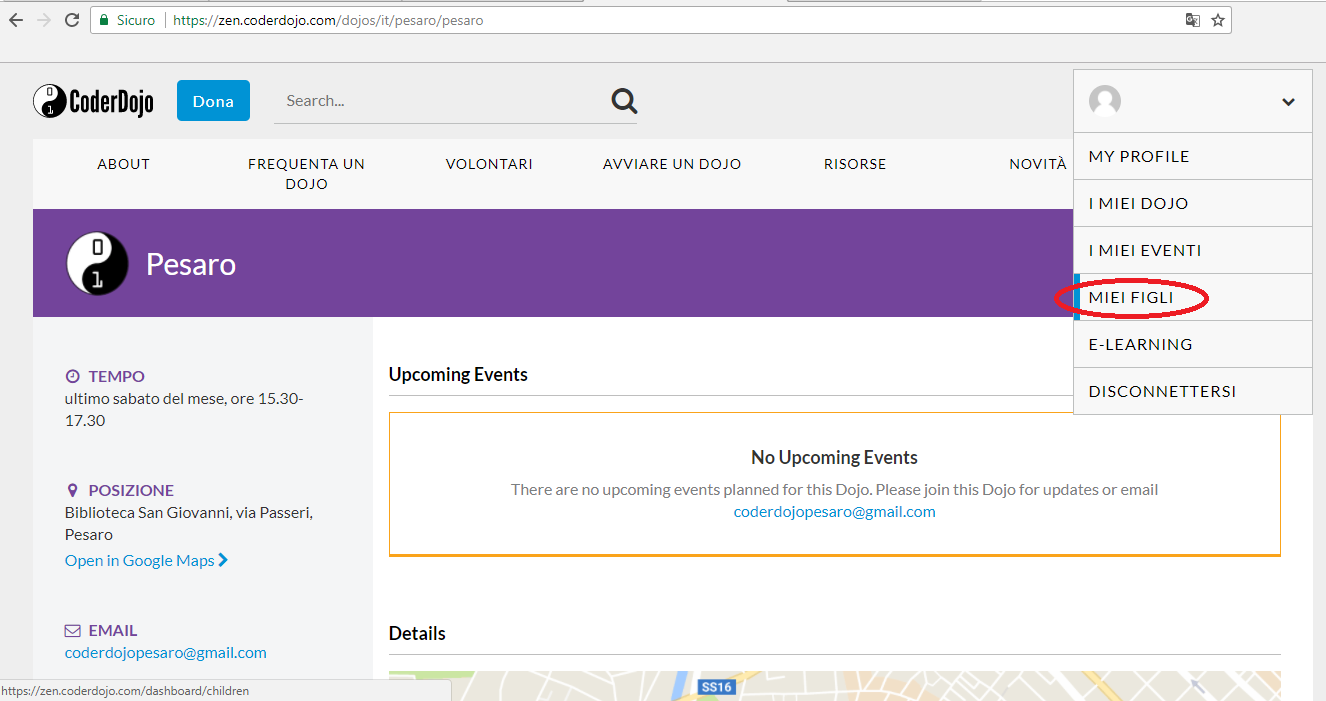 Sicuro
https://zen.coderdojo.com/dojos/it/pesaro/pesaro
0
1
CoderDojo
Dona
Search...
ABOUT
FREQUENTA UN
DOJO
VOLONTARI
AVVIARE UN DOJO
RISORSE
NOVITÀ
MY PROFILE
I MIEI DOJO
I MIEI EVENTI
MIEI FIGLI
E-LEARNING
DISCONNETTERSI
0
1
Pesaro
TEMPO
ultimo sabato del mese, ore 15.30-
17.30
POSIZIONE
Biblioteca San Giovanni, via Passeri,
Pesaro
Open in Google Maps
EMAIL
coderdojopesaro@gmail.com
Upcoming Events
No Upcoming Events
There are no upcoming events planned for this Dojo. Please join this Dojo for updates or email
coderdojopesaro@gmail.com
Details
SS16
https://zen.coderdojo.com/dashboard/children